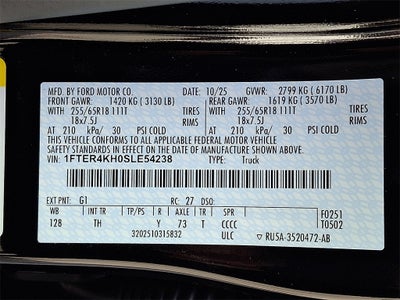 MFD. BY FORD MOTOR CO. 10/25 GVWR: 2799 KG ( 6170 LB)
FRONT GAWR: 1420 KG ( 3130 LB) REAR GAWR: 1619 KG ( 3570 LB)
WITH 255/65R18 111T TIRES WITH 255/65R18 111T TIRES
18x7.5J RIMS 18x7.5J RIMS
AT 210 kPa/ 30 PSI COLD AT 210 kPa/ 30 PSI COLD
THIS VEHICLE CONFORMS TO ALL APPLICABLE FEDERAL MOTOR VEHICLE
SAFETY STANDARDS IN EFFECT ON THE DATE OF MANUFACTURE SHOWN ABOVE.
VIN: 1FTER4KH0SLE54238 TYPE: Truck
EXT PNT: G1 RC: 27 DSO:
WB INT TR TP/PS R AXLE TR SPR F0251
128 TH Y 73 T CCCC T0502
ULC
3202510315832 RU5A-3520472-AB